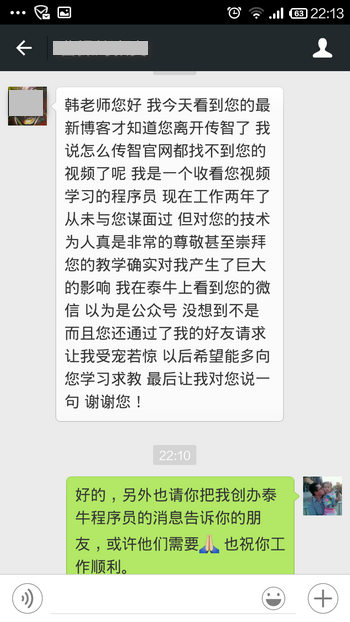 63 22:13
韩老师您好 我今天看到您的最
新博客才知道您离开传智了 我
说怎么传智官网都找不到您的
视频了呢 我是一个收看您视频
学习的程序员 现在工作两年了
从未与您谋面过 但对您的技术
为人真是非常的尊敬甚至崇拜
您的教学确实对我产生了巨大
的影响 我在泰牛上看到您的微
信 以为是公众号 没想到不是
而且您还通过了我的好友请求
让我受宠若惊 以后希望能多向
您学习求教 最后让我对您说一
句 谢谢您！
22:10
好的，另外也请你把我创办泰
牛程序员的消息告诉你的朋
友，或许他们需要🙏 也祝你工
作顺利。